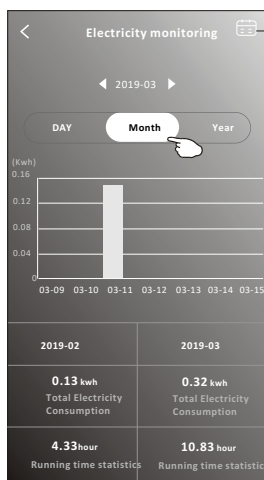 Electricity monitoring
2019-03
DAY Month Year
(Kwh)
0.16
0.12
0.08
0.04
0
03-09 03-10 03-11 03-12 03-13 03-14 03-15
2019-02 2019-03
0.13 kwh 0.32 kwh
Total Electricity Total Electricity
Consumption Consumption
4.33hour 10.83 hour
Running time statistics Running time statistic